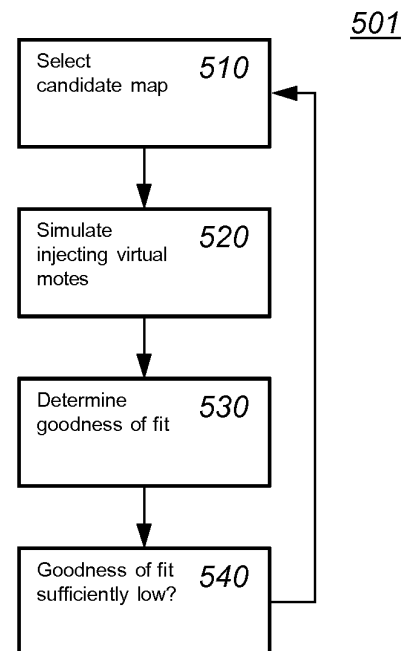 501
Select
candidate map
510
Simulate
injecting virtual
motes
520
Determine
goodness of fit
530
Goodness of fit
sufficiently low?
540